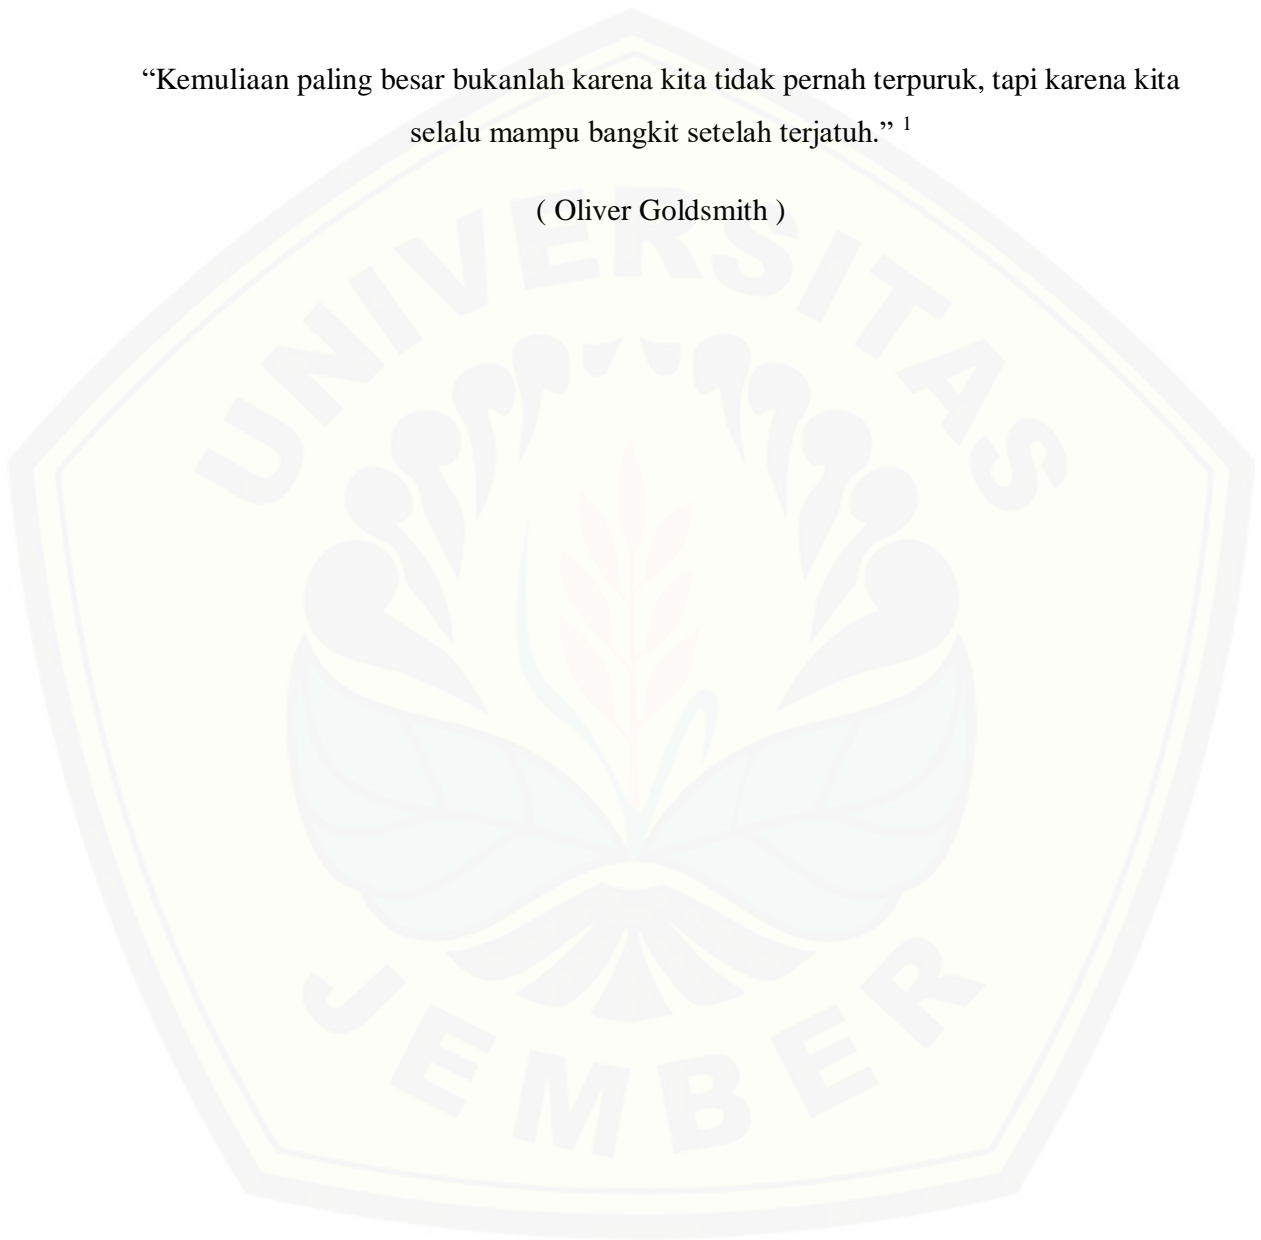 “Kemuliaan paling besar bukanlah karena kita tidak pernah terpuruk, tapi karena kita
selalu mampu bangkit setelah terjatuh.” 1
( Oliver Goldsmith )
UNIVERSITAS
JEMBER